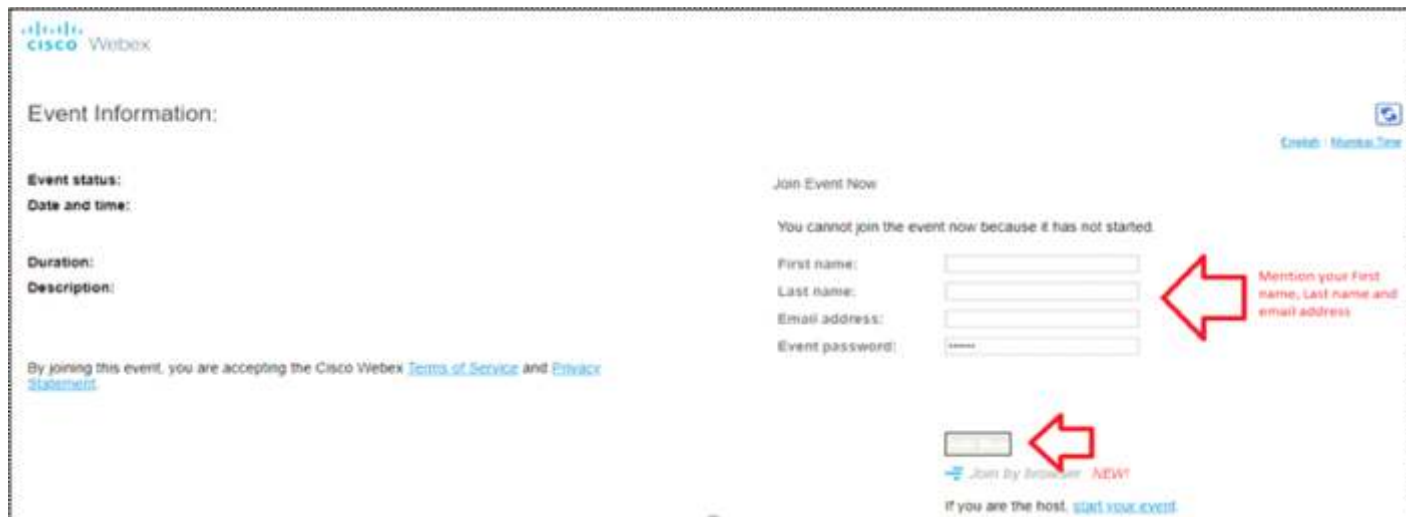 CISCO Webex
Event Information:
English : Mumbai Time
Event status:
Date and time:
Duration:
Description:
By joining this event, you are accepting the Cisco Webex Terms of Service and Privacy
Statement.
Join Event Now
You cannot join the event now because it has not started.
First name:
Last name:
Email address:
Event password:
Mention your First
name, Last name and
email address
Join by browser NEW!
If you are the host, start your event.